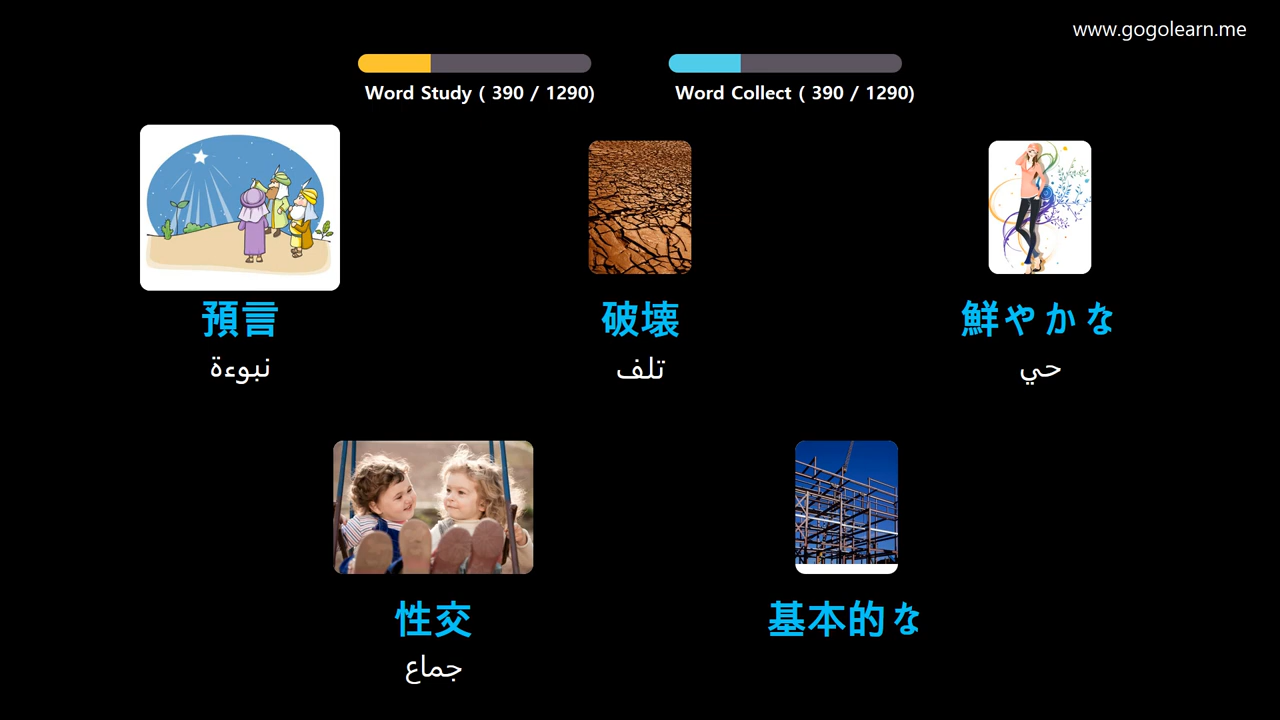 www.gogolearn.me
Word Study ( 390 / 1290)
Word Collect ( 390 / 1290)
預言
نبوءة
破壊
تلف
鮮やかな
حي
性交
جماع
基本的な